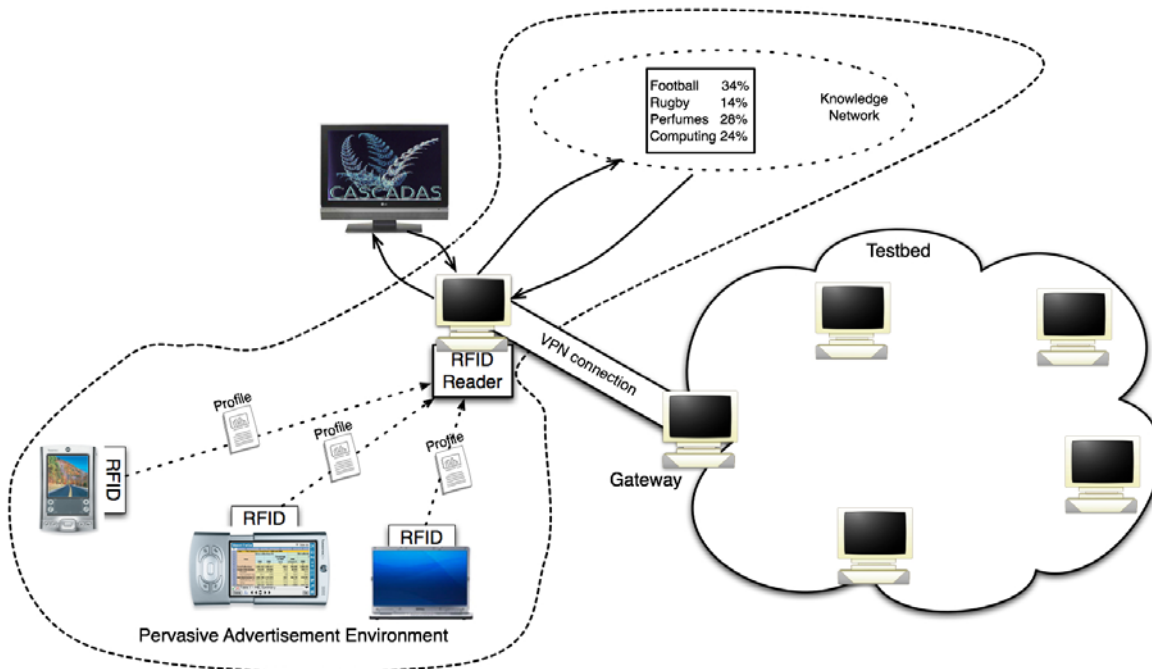 Football 34%
Rugby 14%
Perfumes 28%
Computing 24%
Knowledge
Network
CASCADAS
Testbed
RFID
Reader
VPN connection
Profile
Profile
Profile
Gateway
RFID
RFID
RFID
Pervasive Advertisement Environment